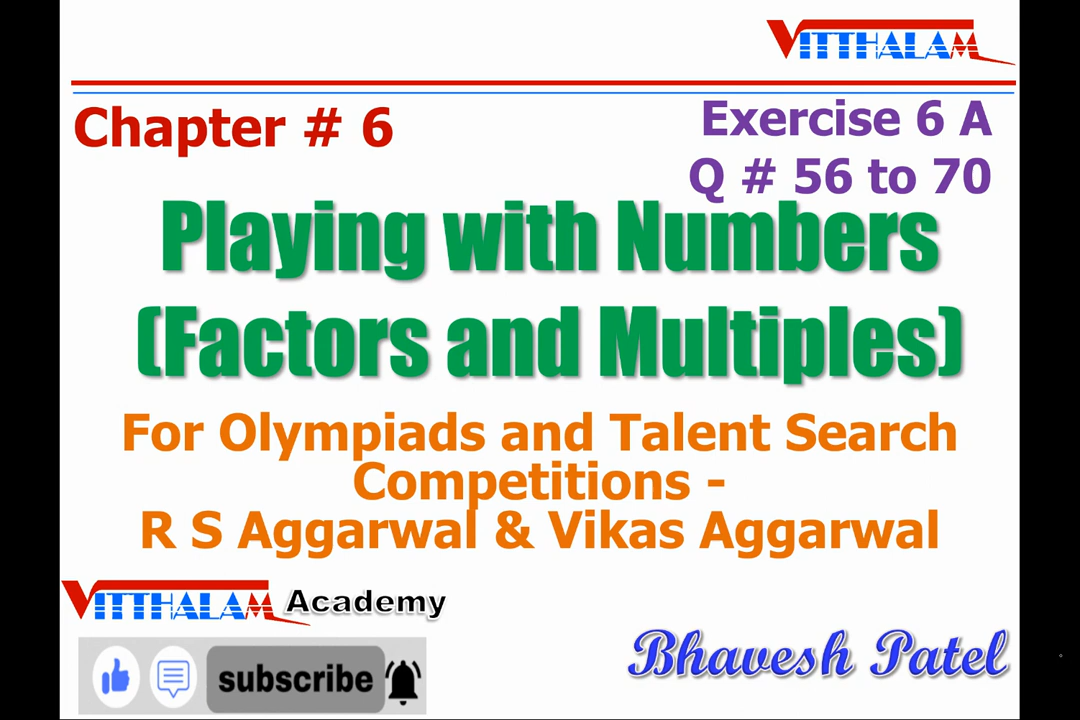 VITTHALAM
Chapter # 6
Exercise 6 A
Q # 56 to 70
Playing with Numbers
(Factors and Multiples)
For Olympiads and Talent Search
Competitions -
R S Aggarwal & Vikas Aggarwal
VITTHALAM Academy
subscribe
Bhavesh Patel